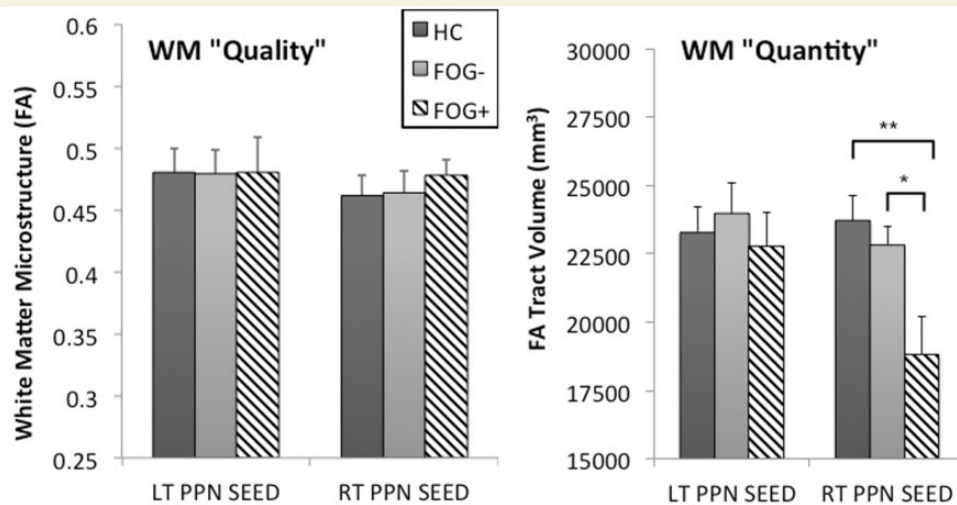 WM "Quality"
HC
FOG-
FOG+
White Matter Microstructure (FA)
0.6
0.55
0.5
0.45
0.4
0.35
0.3
0.25
LT PPN SEED
RT PPN SEED
WM "Quantity"
FA Tract Volume (mm³)
30000
27500
25000
22500
20000
17500
15000
**
*
LT PPN SEED
RT PPN SEED